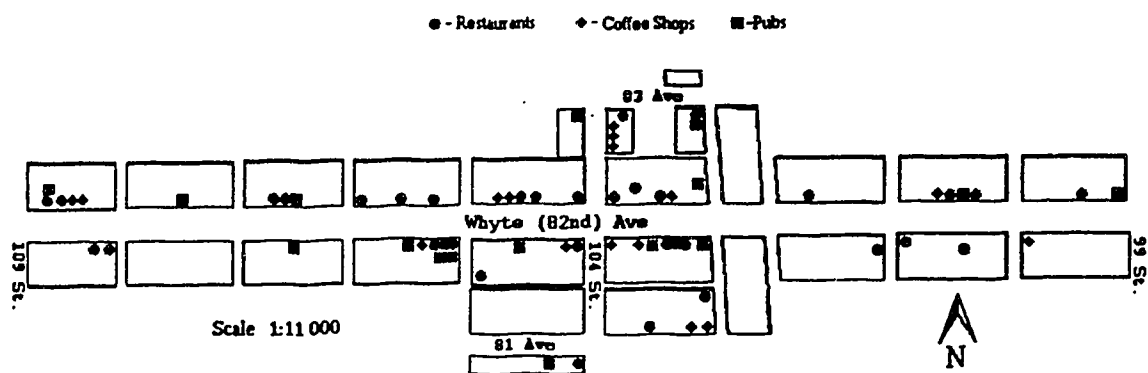 - Restaurants - Coffee Shops -Pubs
83 Ave
Whyte (82nd) Ave
109 St.
104 St.
99 St.
Scale 1:11 000
81 Ave
N